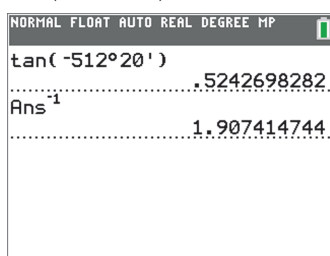 NORMAL FLOAT AUTO REAL DEGREE MP
tan(-512°20')
.5242698282
Ans⁻¹
1.907414744